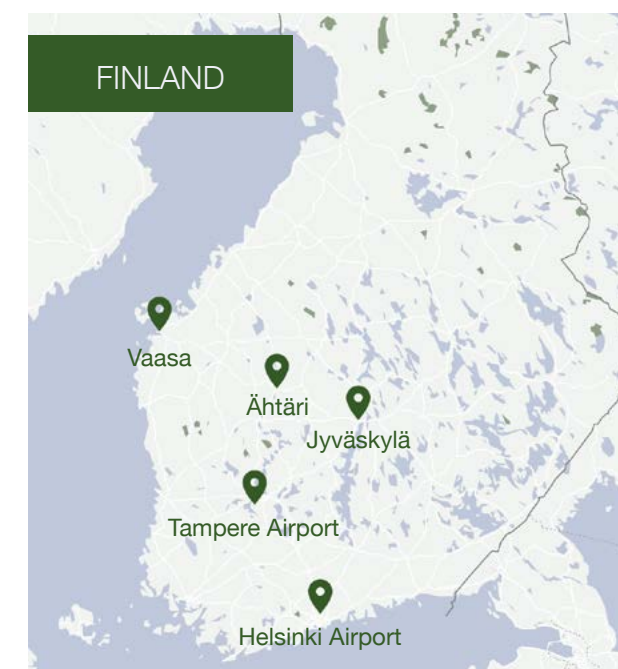 FINLAND
Vaasa
Ähtäri
Jyväskylä
Tampere Airport
Helsinki Airport